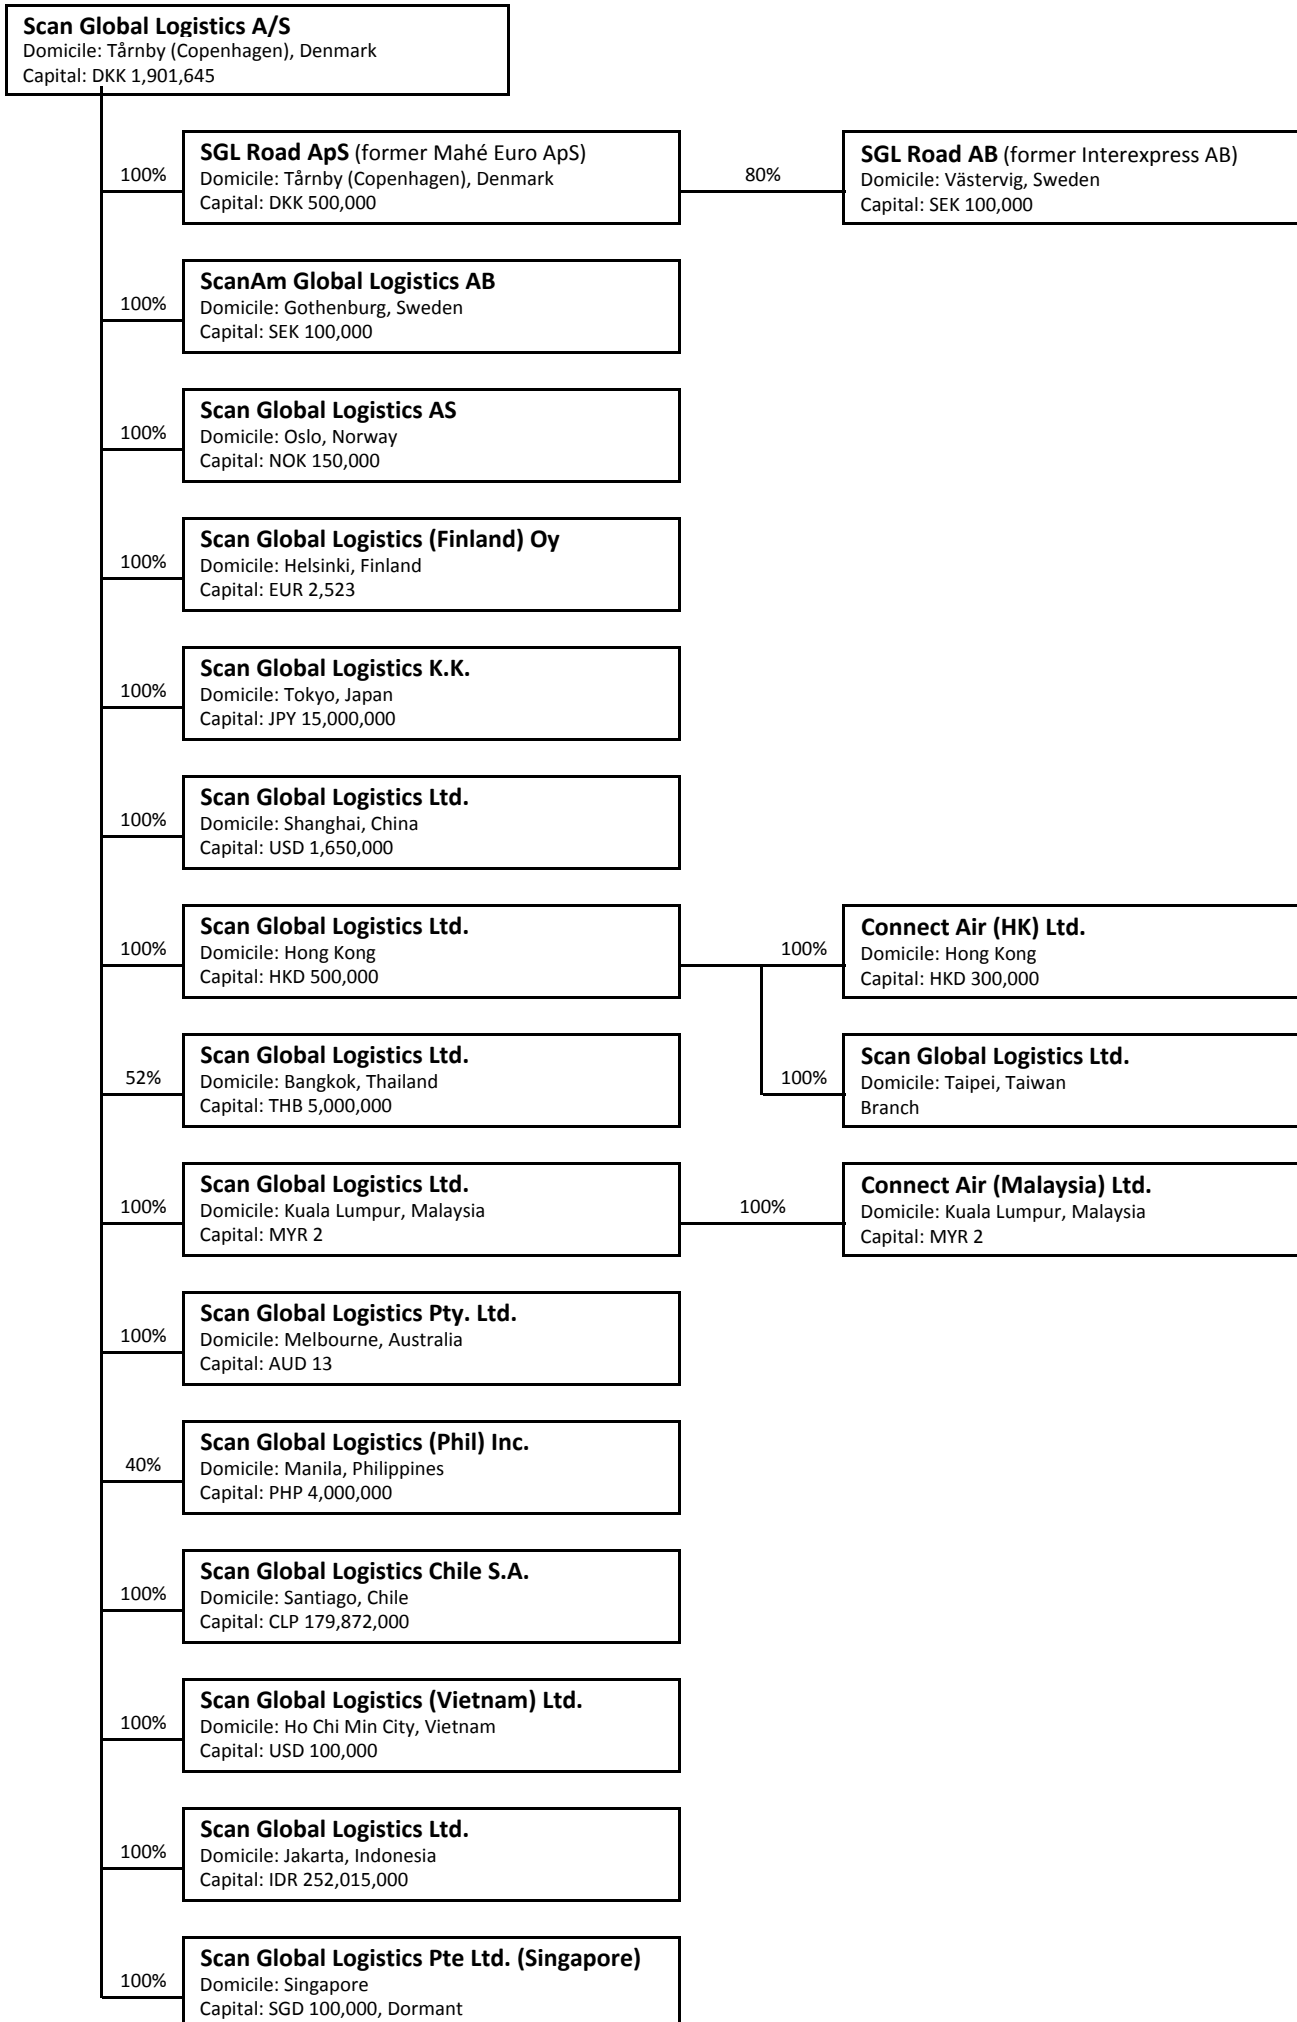 Scan Global Logistics A/S
Domicile: Tårnby (Copenhagen), Denmark
Capital: DKK 1,901,645
100%
SGL Road ApS (former Mahé Euro ApS)
Domicile: Tårnby (Copenhagen), Denmark
Capital: DKK 500,000
80%
SGL Road AB (former Interexpress AB)
Domicile: Västervig, Sweden
Capital: SEK 100,000
100%
ScanAm Global Logistics AB
Domicile: Gothenburg, Sweden
Capital: SEK 100,000
100%
Scan Global Logistics AS
Domicile: Oslo, Norway
Capital: NOK 150,000
100%
Scan Global Logistics (Finland) Oy
Domicile: Helsinki, Finland
Capital: EUR 2,523
100%
Scan Global Logistics K.K.
Domicile: Tokyo, Japan
Capital: JPY 15,000,000
100%
Scan Global Logistics Ltd.
Domicile: Shanghai, China
Capital: USD 1,650,000
100%
Scan Global Logistics Ltd.
Domicile: Hong Kong
Capital: HKD 500,000
100%
Connect Air (HK) Ltd.
Domicile: Hong Kong
Capital: HKD 300,000
52%
Scan Global Logistics Ltd.
Domicile: Bangkok, Thailand
Capital: THB 5,000,000
100%
Scan Global Logistics Ltd.
Domicile: Taipei, Taiwan
Branch
100%
Scan Global Logistics Ltd.
Domicile: Kuala Lumpur, Malaysia
Capital: MYR 2
100%
Connect Air (Malaysia) Ltd.
Domicile: Kuala Lumpur, Malaysia
Capital: MYR 2
100%
Scan Global Logistics Pty. Ltd.
Domicile: Melbourne, Australia
Capital: AUD 13
40%
Scan Global Logistics (Phil) Inc.
Domicile: Manila, Philippines
Capital: PHP 4,000,000
100%
Scan Global Logistics Chile S.A.
Domicile: Santiago, Chile
Capital: CLP 179,872,000
100%
Scan Global Logistics (Vietnam) Ltd.
Domicile: Ho Chi Min City, Vietnam
Capital: USD 100,000
100%
Scan Global Logistics Ltd.
Domicile: Jakarta, Indonesia
Capital: IDR 252,015,000
100%
Scan Global Logistics Pte Ltd. (Singapore)
Domicile: Singapore
Capital: SGD 100,000, Dormant